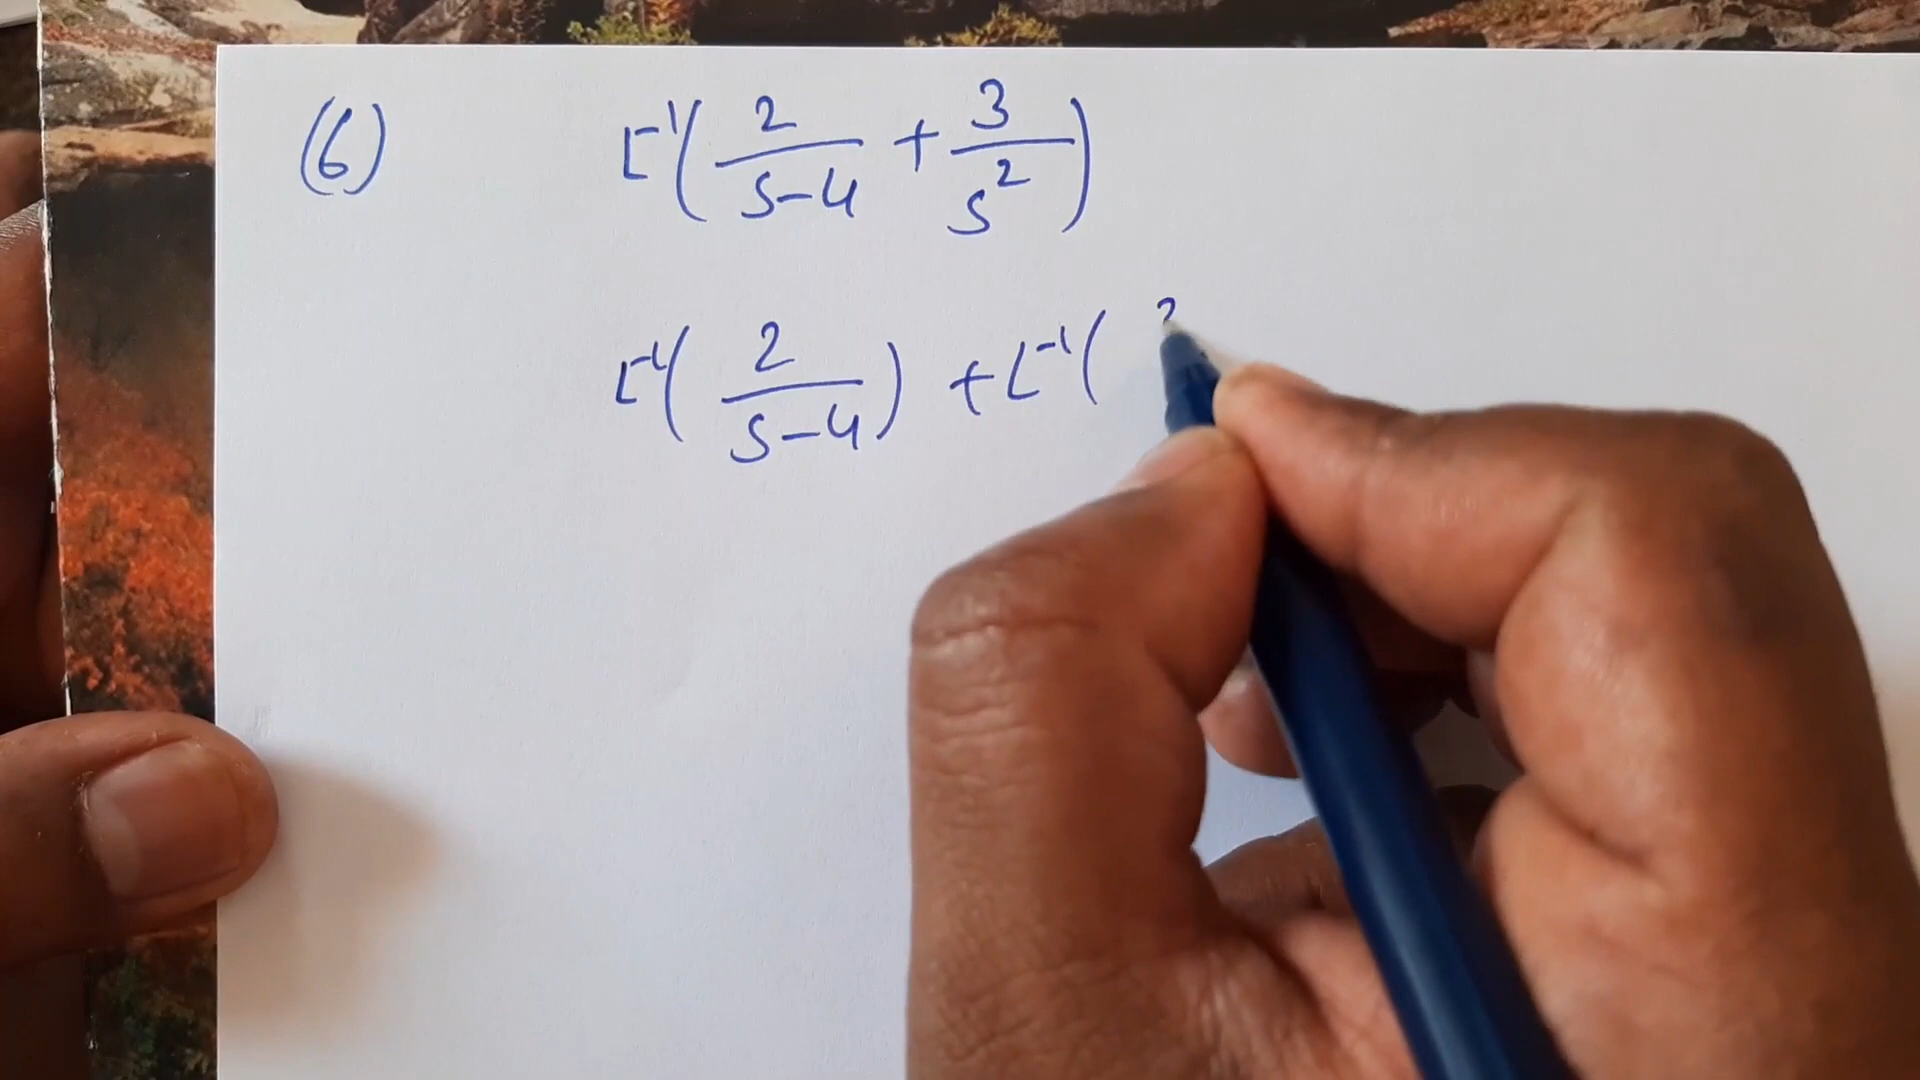 (6) L⁻¹( 2/(s-4) + 3/s² )
L⁻¹( 2/(s-4) ) + L⁻¹(